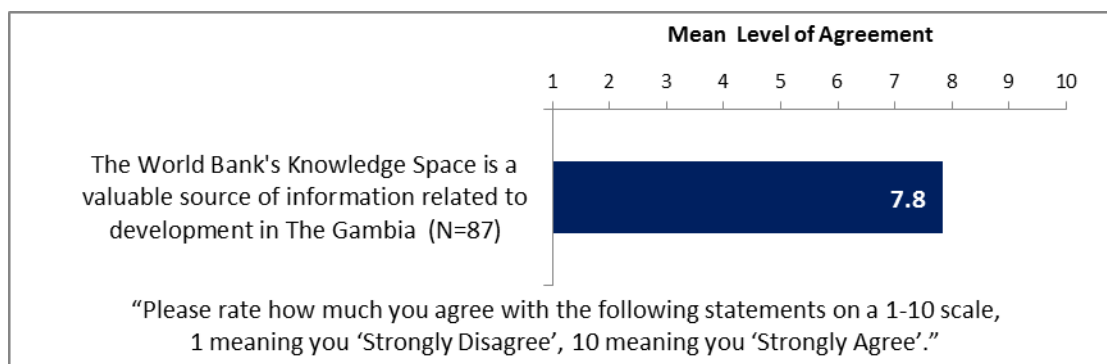 Mean Level of Agreement
1 2 3 4 5 6 7 8 9 10
The World Bank's Knowledge Space is a
valuable source of information related to
development in The Gambia (N=87)
7.8
“Please rate how much you agree with the following statements on a 1-10 scale,
1 meaning you ‘Strongly Disagree’, 10 meaning you ‘Strongly Agree’.”